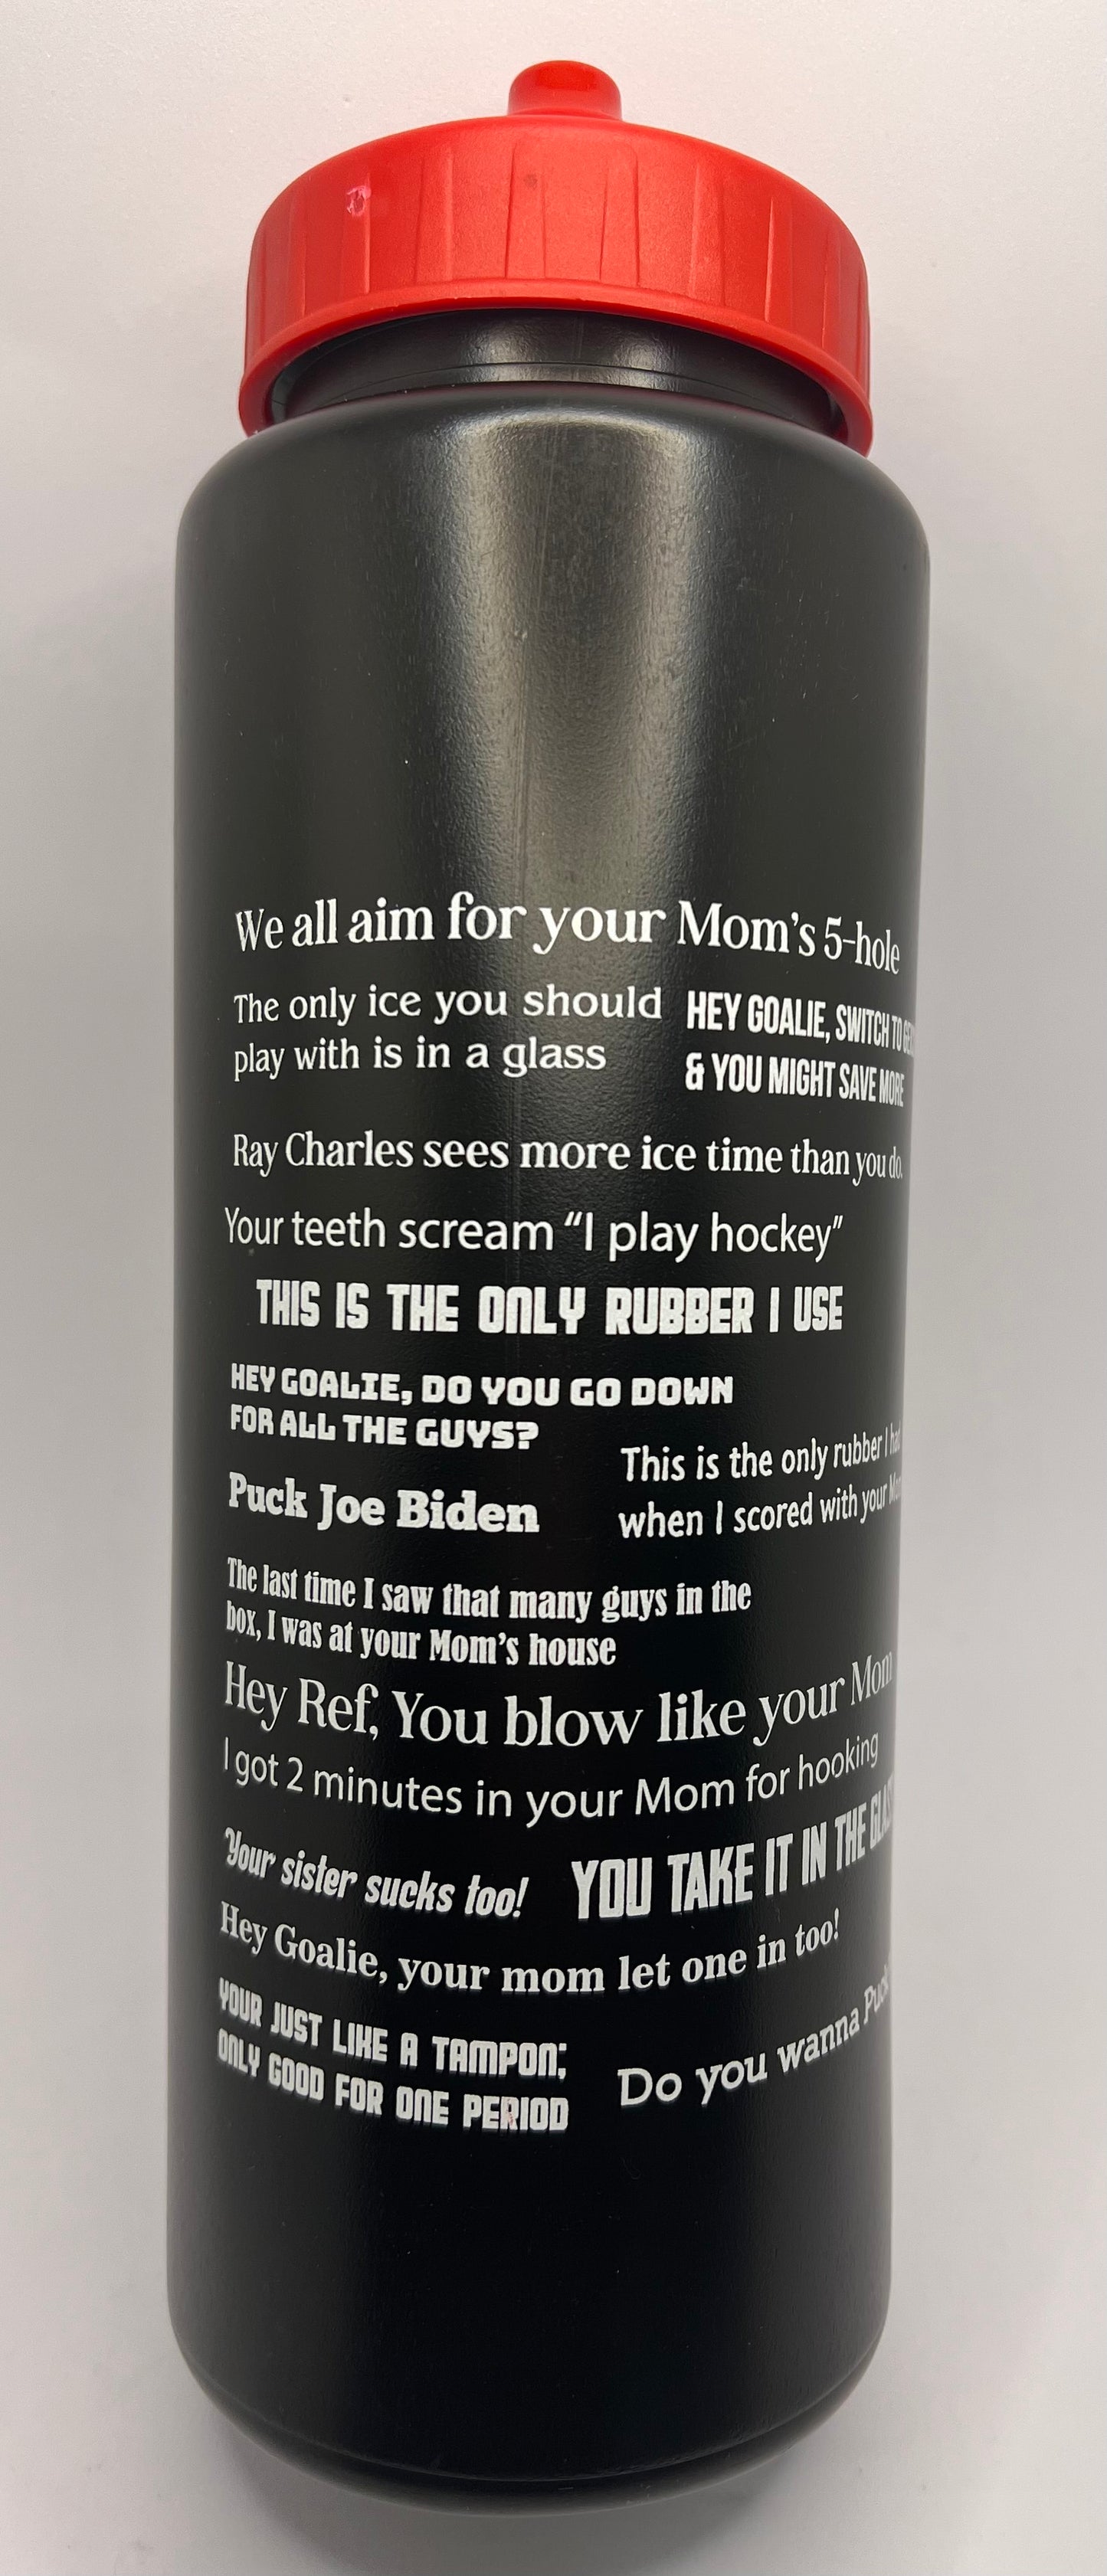 We all aim for your Mom's 5-hole
The only ice you should
play with is in a glass
HEY GOALIE, SWITCH TO
& YOU MIGHT SAVE MORE
Ray Charles sees more ice time than you do.
Your teeth scream “I play hockey”
THIS IS THE ONLY RUBBER I USE
HEY GOALIE, DO YOU GO DOWN
FOR ALL THE GUYS?
This is the only rubber I had
when I scored with your
Puck Joe Biden
The last time I saw that many guys in the
box, I was at your Mom's house
Hey Ref, You blow like your Mom
I got 2 minutes in your Mom for hooking
Your sister sucks too!
YOU TAKE IT IN THE
Hey Goalie, your mom let one in too!
YOUR JUST LIKE A TAMPON;
ONLY GOOD FOR ONE PERIOD
Do you wanna